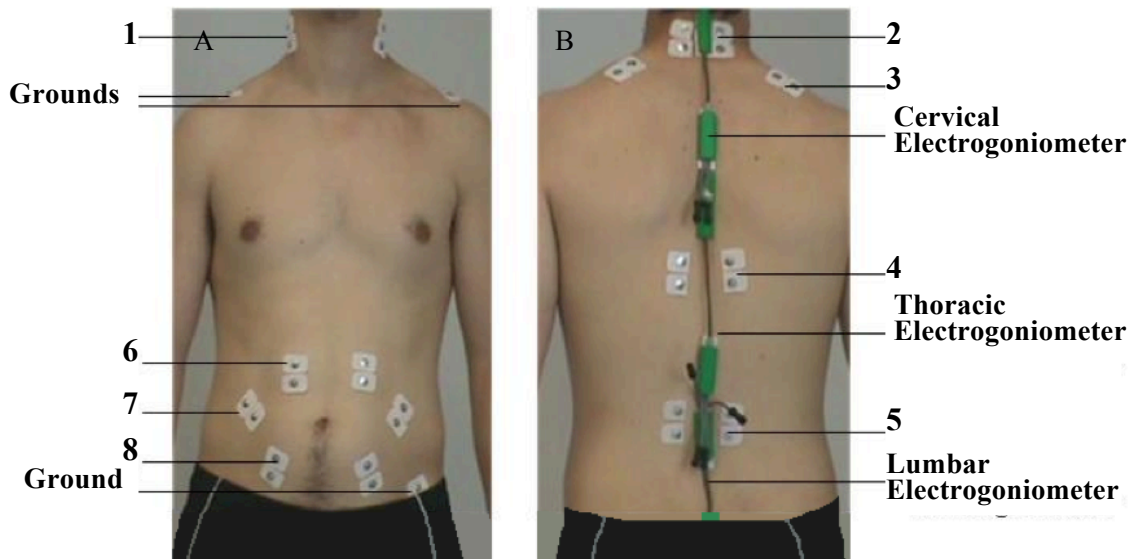 1
A
Grounds
6
7
8
Ground
B
2
3
Cervical
Electrogoniometer
4
Thoracic
Electrogoniometer
5
Lumbar
Electrogoniometer